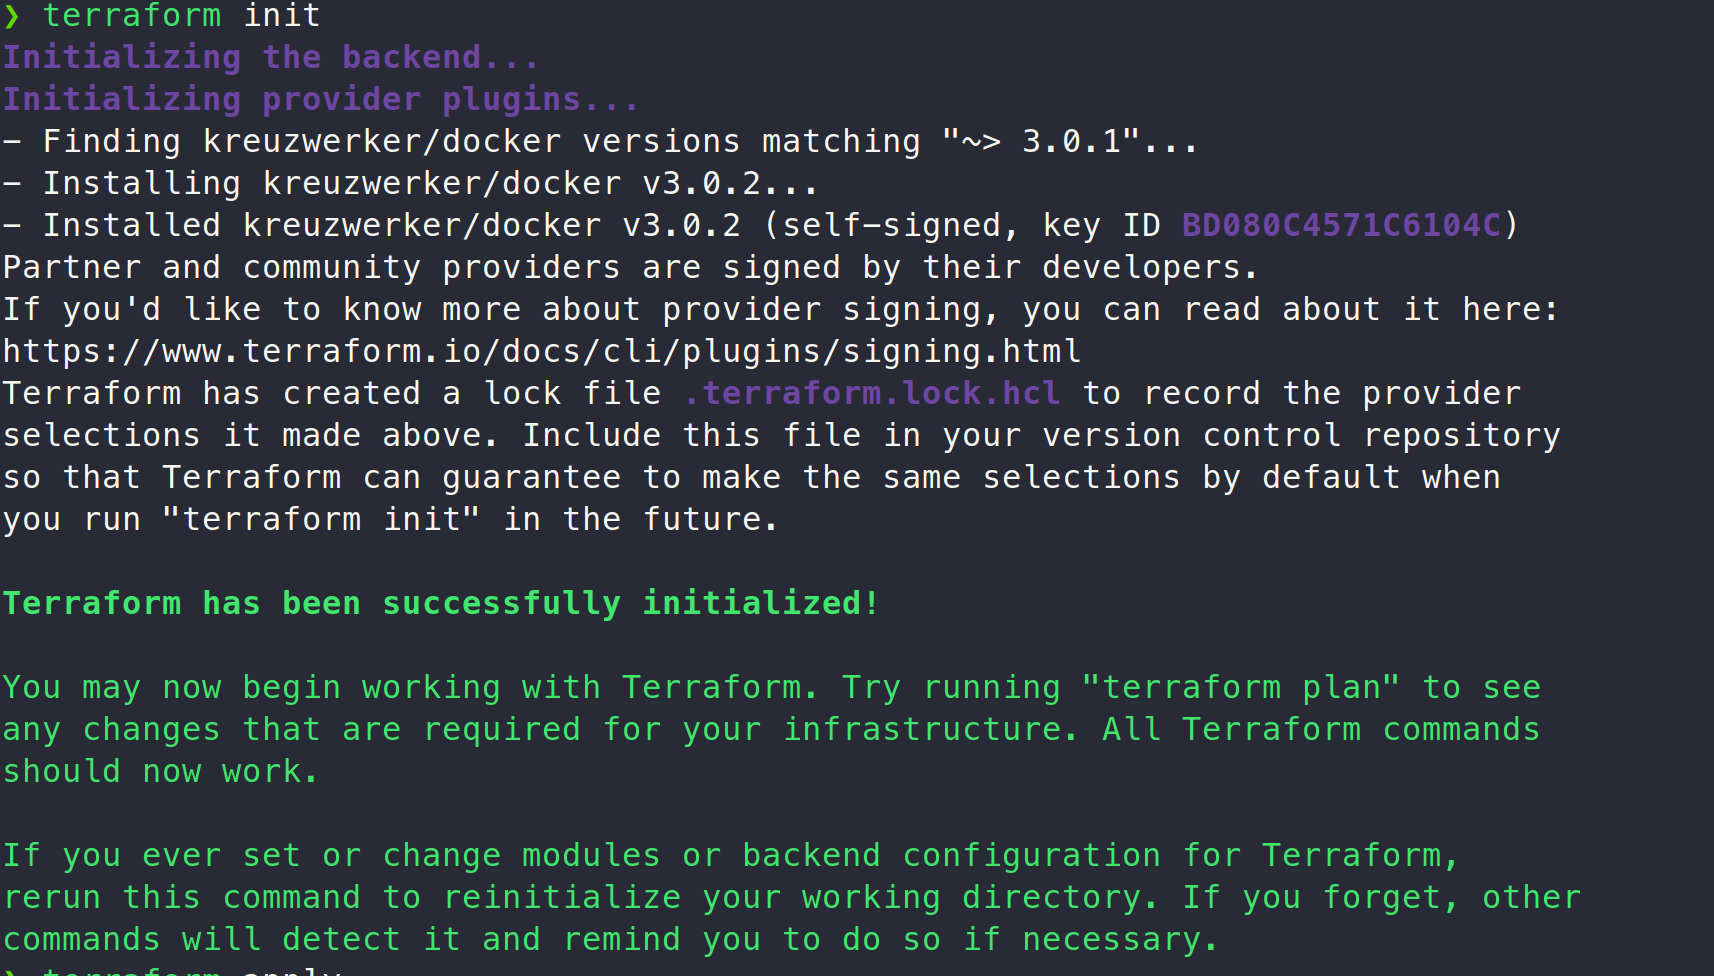 ❯ terraform init
Initializing the backend...
Initializing provider plugins...
- Finding kreuzwerker/docker versions matching "~> 3.0.1"...
- Installing kreuzwerker/docker v3.0.2...
- Installed kreuzwerker/docker v3.0.2 (self-signed, key ID BD080C4571C6104C)
Partner and community providers are signed by their developers.
If you'd like to know more about provider signing, you can read about it here:
https://www.terraform.io/docs/cli/plugins/signing.html
Terraform has created a lock file .terraform.lock.hcl to record the provider
selections it made above. Include this file in your version control repository
so that Terraform can guarantee to make the same selections by default when
you run "terraform init" in the future.
Terraform has been successfully initialized!
You may now begin working with Terraform. Try running "terraform plan" to see
any changes that are required for your infrastructure. All Terraform commands
should now work.
If you ever set or change modules or backend configuration for Terraform,
rerun this command to reinitialize your working directory. If you forget, other
commands will detect it and remind you to do so if necessary.
❯ terraform apply